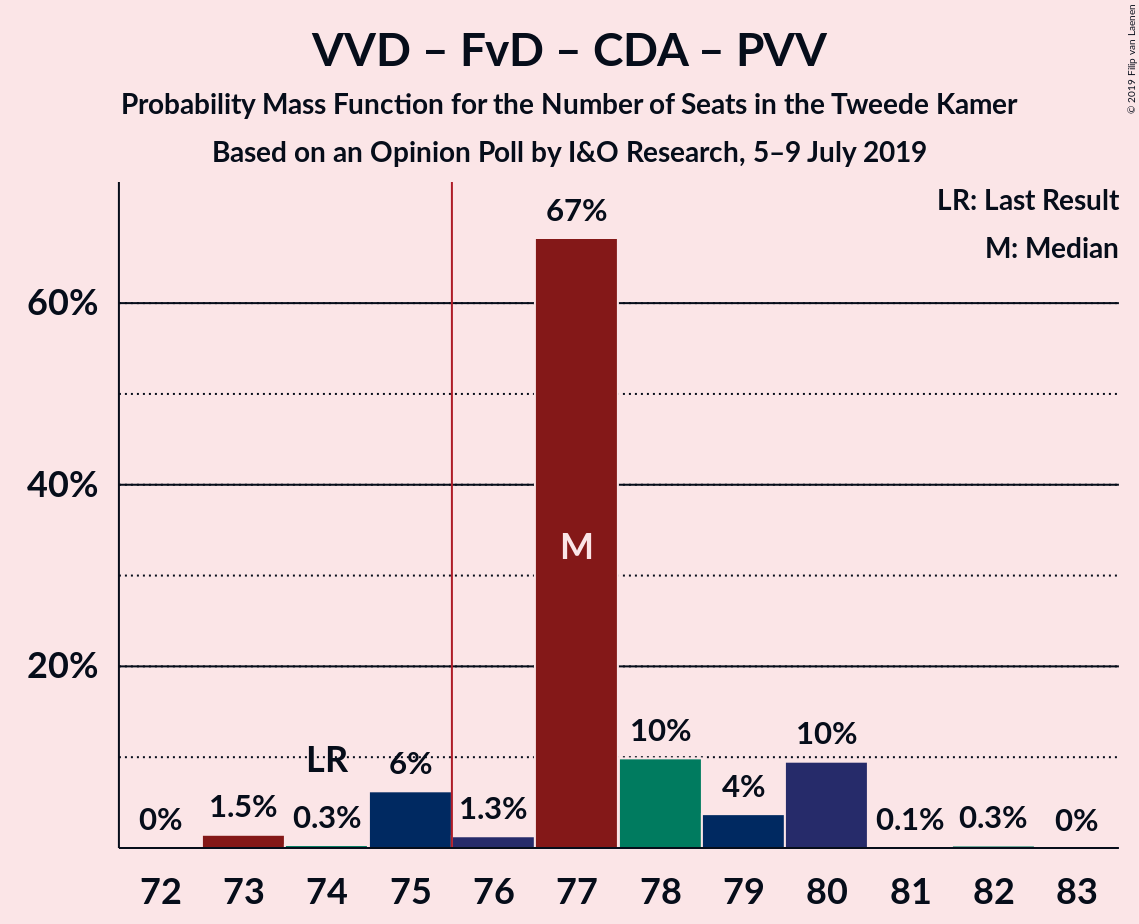 VVD – FvD – CDA – PVV
Probability Mass Function for the Number of Seats in the Tweede Kamer
Based on an Opinion Poll by I&O Research, 5–9 July 2019
© 2019 Filip van Laenen
LR: Last Result
M: Median
67%
60%
40%
M
20%
10%
10%
LR
6%
4%
1.5%
1.3%
0%
0.3%
0.1%
0.3%
0%
72 73 74 75 76 77 78 79 80 81 82 83